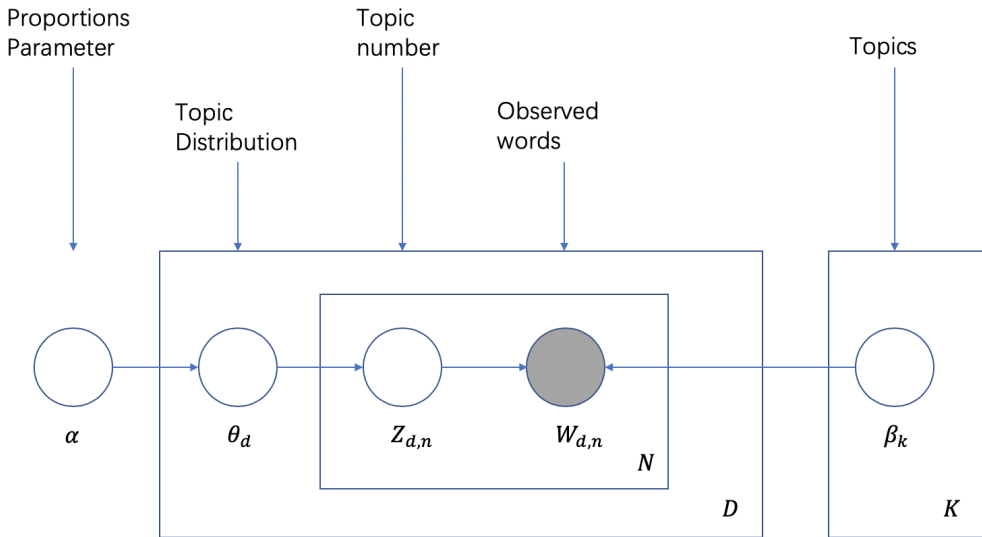 Proportions
Parameter
Topic
number
Topics
Topic
Distribution
Observed
words
α
θ_d
Z_{d,n}
W_{d,n}
β_k
N
D
K